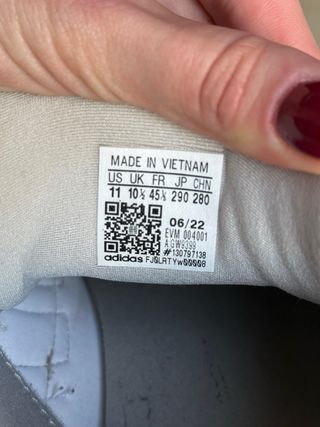 MADE IN VIETNAM
US UK FR JP CHN
11 10½ 45⅓ 290 280
06/22
EVM 004001
#130797138
adidas